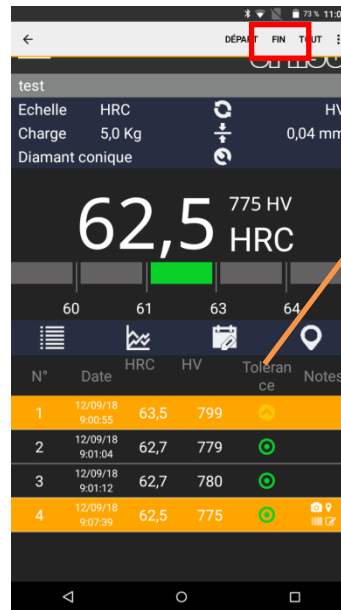 73 % 11:0
DÉPART FIN TOUT
test
Echelle HRC HV
Charge 5,0 Kg 0,04 mm
Diamant conique
62,5 775 HV
HRC
60 61 63 64
N° Date HRC HV Toleran
ce Notes
1 12/09/18
9:00:55 63,5 799
2 12/09/18
9:01:04 62,7 779
3 12/09/18
9:01:12 62,7 780
4 12/09/18
9:07:39 62,5 775